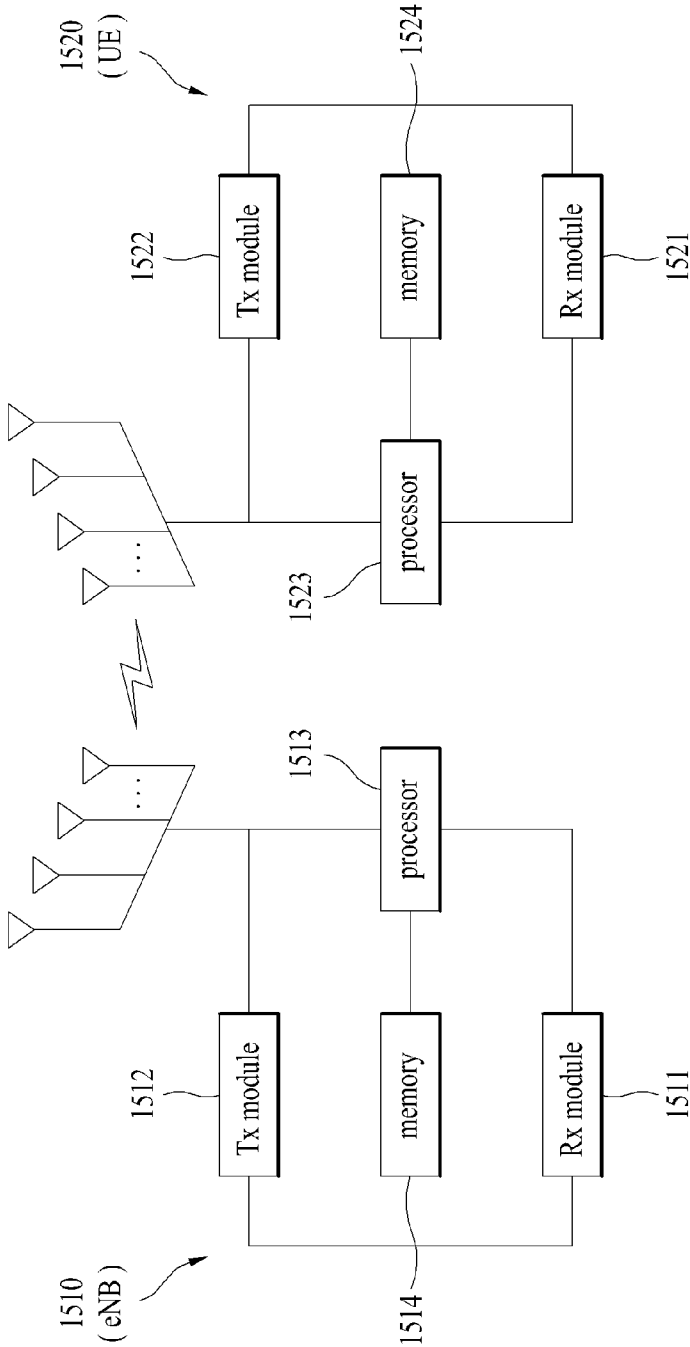 1510
( eNB )
1512
Tx module
1514
memory
1511
Rx module
1513
processor
. . .
1520
( UE )
1522
Tx module
1524
memory
1521
Rx module
1523
processor
. . .